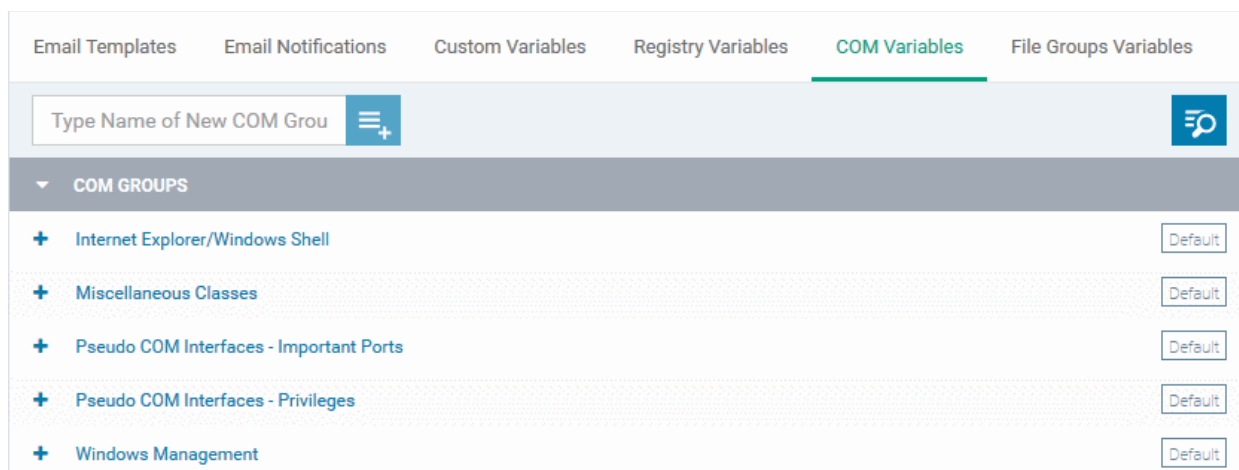 Email Templates Email Notifications Custom Variables Registry Variables COM Variables File Groups Variables
Type Name of New COM Grou
COM GROUPS
Internet Explorer/Windows Shell Default
Miscellaneous Classes Default
Pseudo COM Interfaces - Important Ports Default
Pseudo COM Interfaces - Privileges Default
Windows Management Default